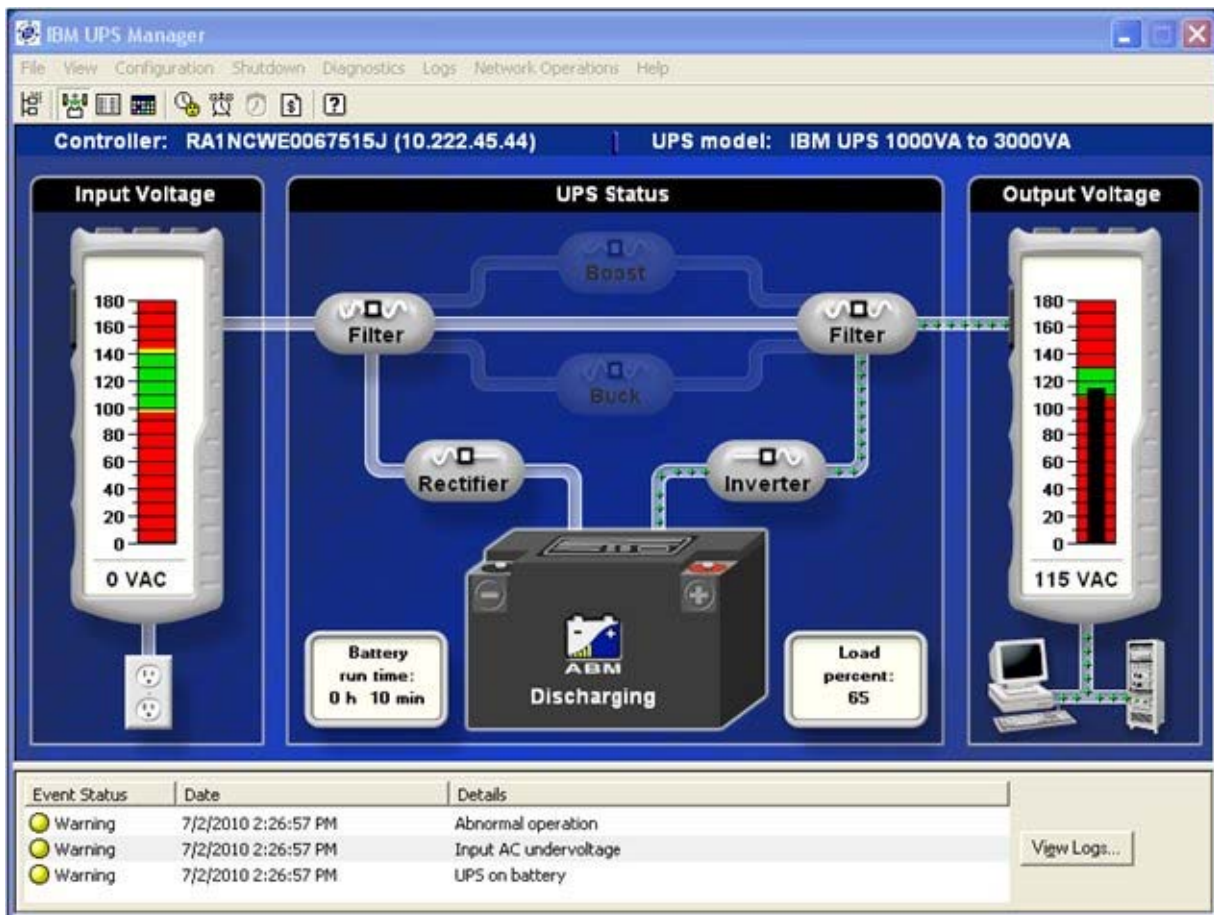 IBM UPS Manager
File View Configuration Shutdown Diagnostics Logs Network Operations Help
Controller: RA1NCWE0067515J (10.222.45.44) UPS model: IBM UPS 1000VA to 3000VA
Input Voltage
180
160
140
120
100
80
60
40
20
0
0 VAC
UPS Status
Boost
Filter
Filter
Buck
Rectifier
Inverter
Battery
run time:
0 h 10 min
ABM
Discharging
Load
percent:
65
Output Voltage
180
160
140
120
100
80
60
40
20
0
115 VAC
Event Status Date Details
Warning 7/2/2010 2:26:57 PM Abnormal operation
Warning 7/2/2010 2:26:57 PM Input AC undervoltage
Warning 7/2/2010 2:26:57 PM UPS on battery
View Logs...